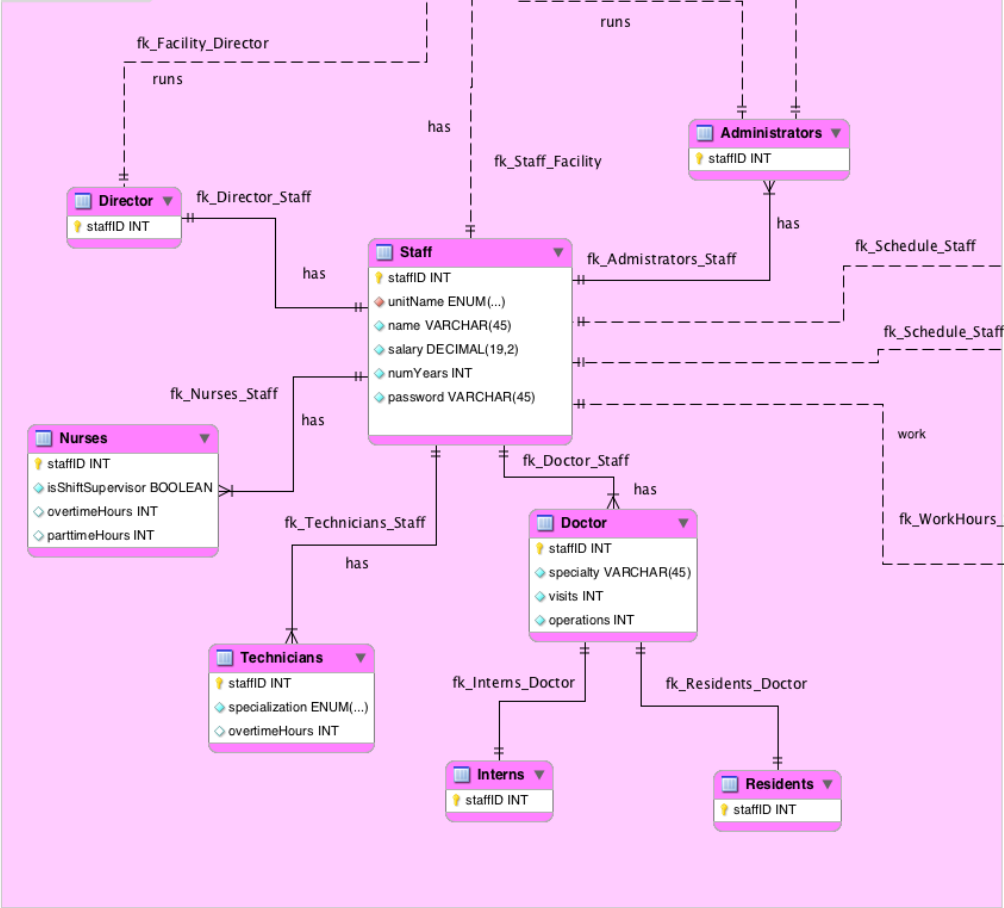 runs
fk_Facility_Director
runs
has
Administrators
staffID INT
fk_Staff_Facility
Director
staffID INT
fk_Director_Staff
has
has
fk_Schedule_Staff
Staff
staffID INT
unitName ENUM(...)
name VARCHAR(45)
salary DECIMAL(19,2)
numYears INT
password VARCHAR(45)
fk_Admistrators_Staff
fk_Schedule_Staff
fk_Nurses_Staff
has
work
Nurses
staffID INT
isShiftSupervisor BOOLEAN
overtimeHours INT
parttimeHours INT
fk_Doctor_Staff
has
fk_Technicians_Staff
has
fk_WorkHours_
Doctor
staffID INT
specialty VARCHAR(45)
visits INT
operations INT
Technicians
staffID INT
specialization ENUM(...)
overtimeHours INT
fk_Interns_Doctor
fk_Residents_Doctor
Interns
staffID INT
Residents
staffID INT